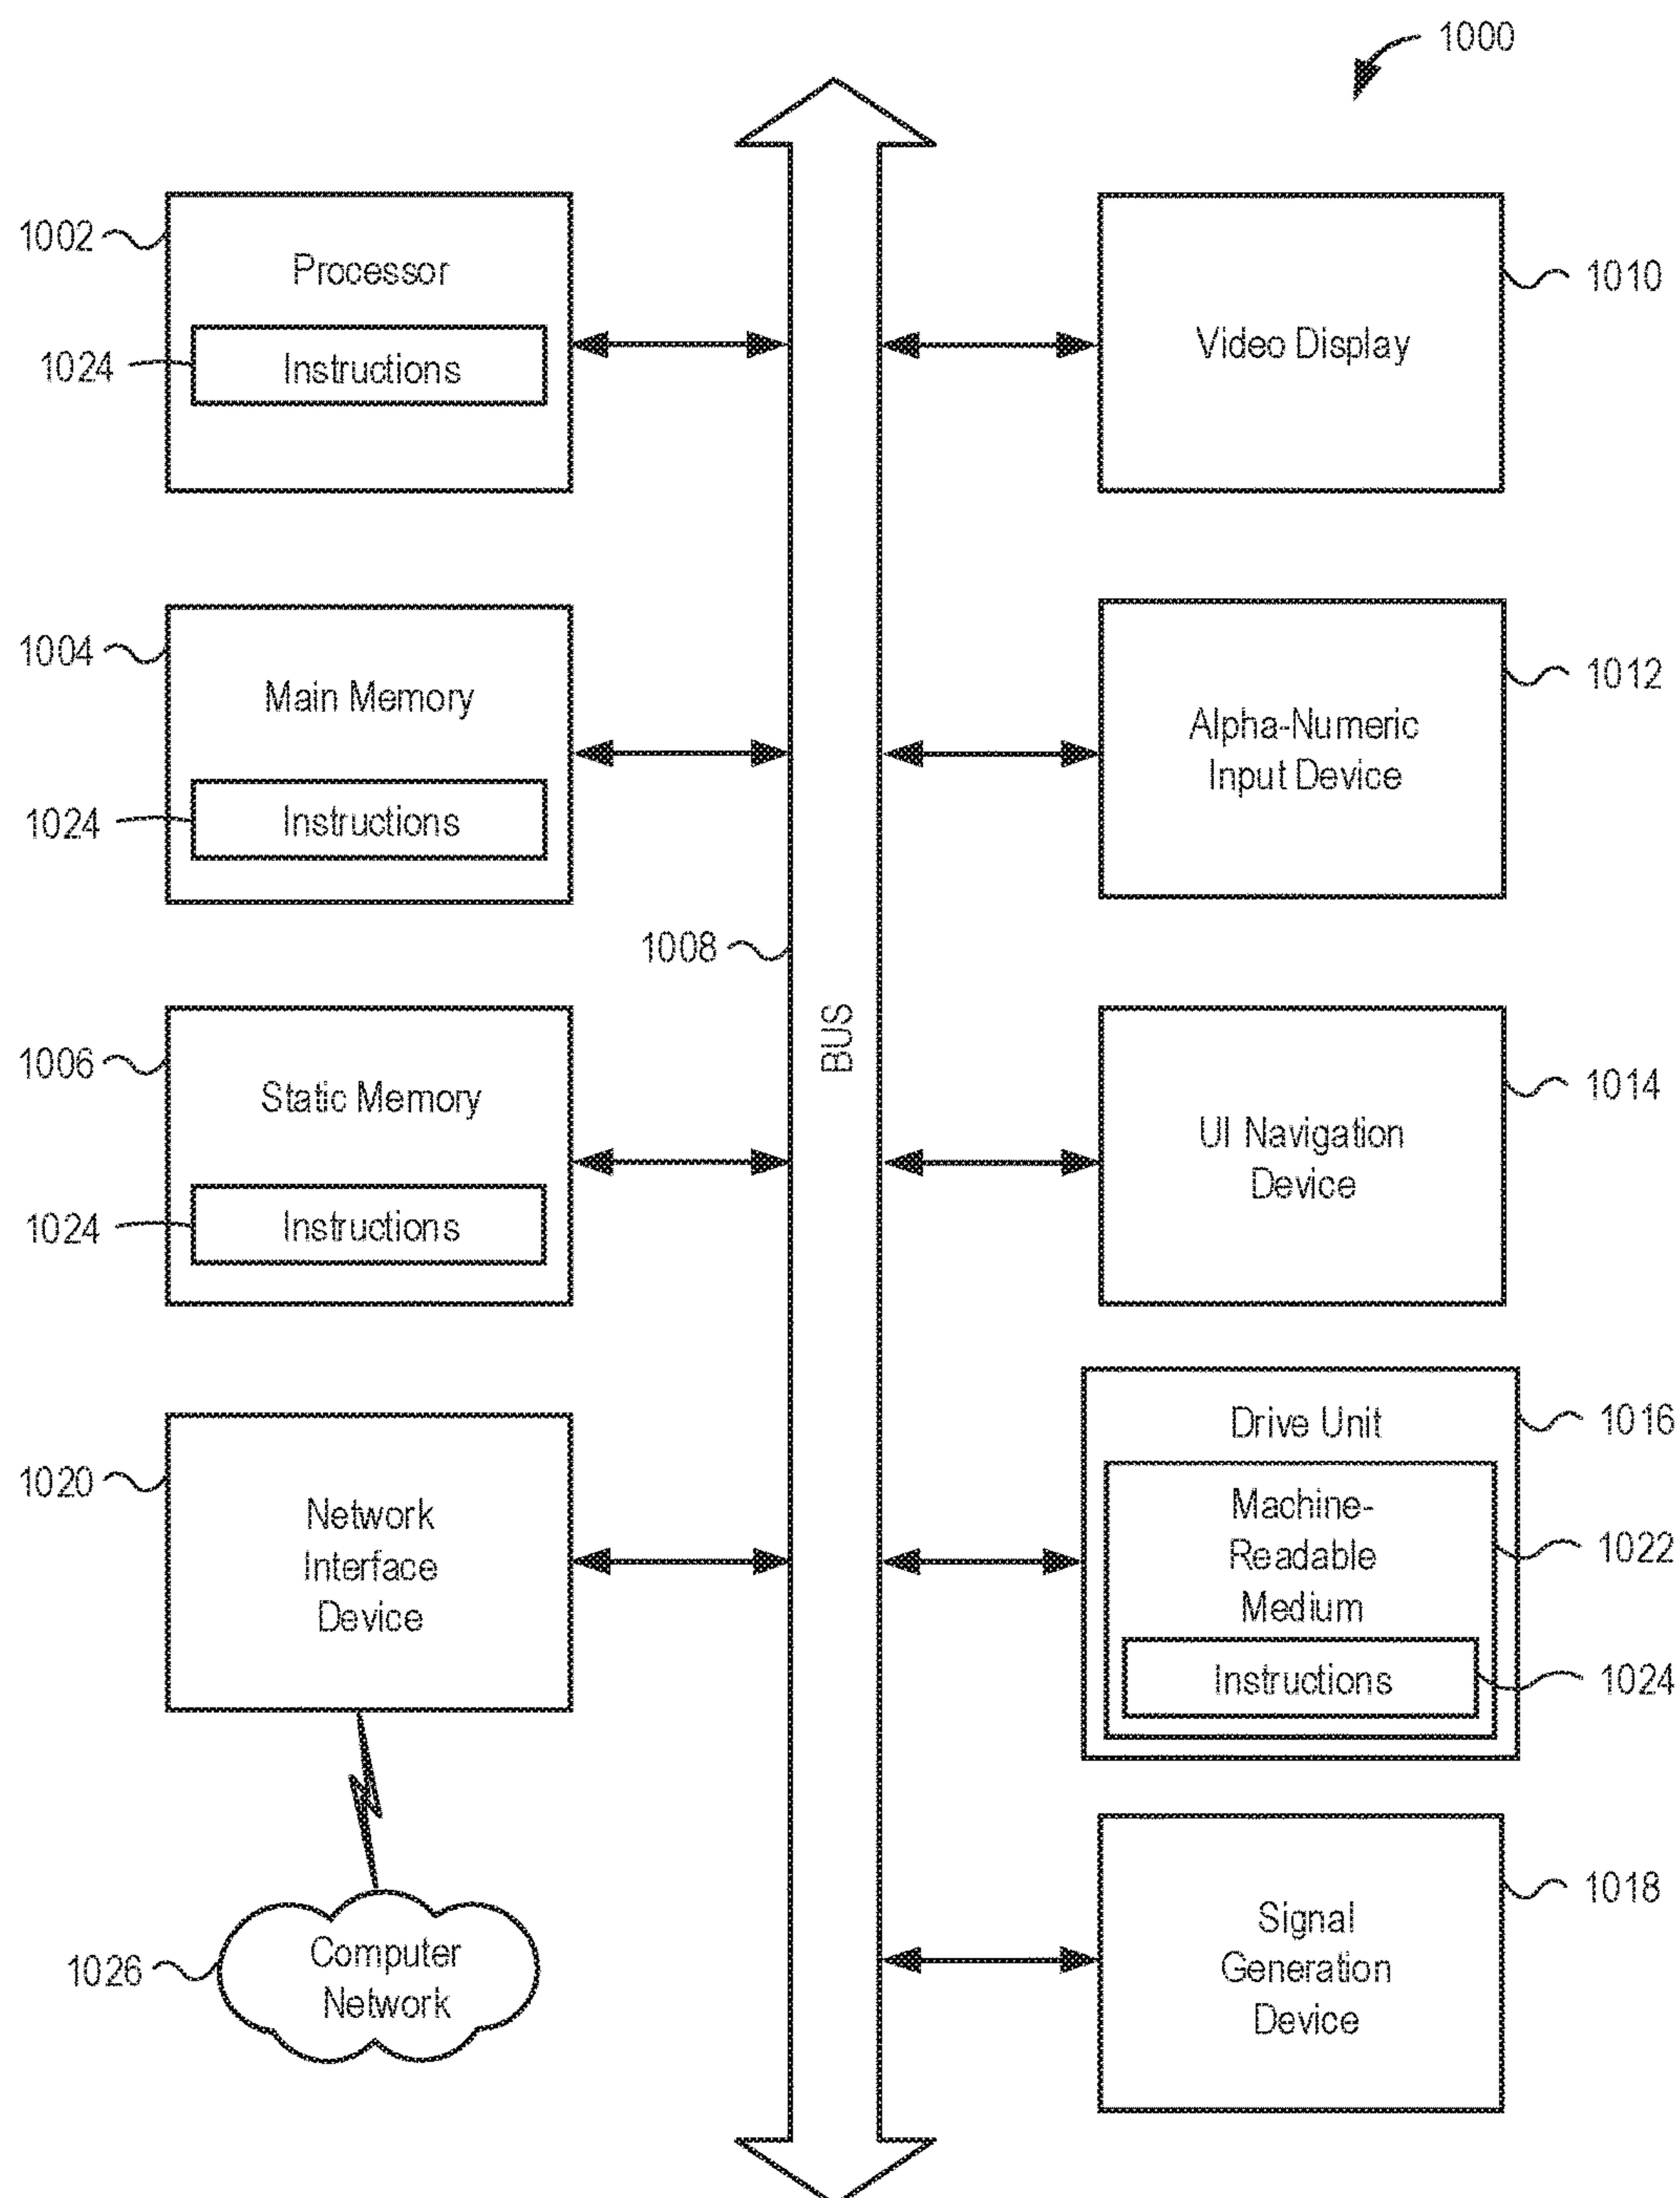 1000
1002
Processor
1024
Instructions
1010
Video Display
1004
Main Memory
1024
Instructions
1012
Alpha-Numeric
Input Device
1008
BUS
1006
Static Memory
1024
Instructions
1014
UI Navigation
Device
1020
Network
Interface
Device
1016
Drive Unit
Machine-
Readable
Medium
1022
Instructions
1024
1026
Computer
Network
1018
Signal
Generation
Device